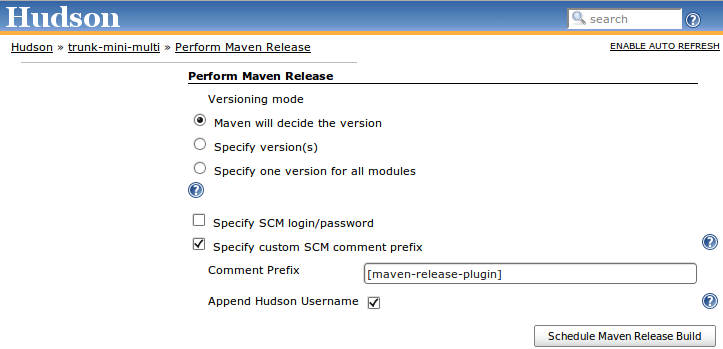 Hudson
search
Hudson » trunk-mini-multi » Perform Maven Release
ENABLE AUTO REFRESH
Perform Maven Release
Versioning mode
Maven will decide the version
Specify version(s)
Specify one version for all modules
?
Specify SCM login/password
Specify custom SCM comment prefix
Comment Prefix [maven-release-plugin]
Append Hudson Username
Schedule Maven Release Build